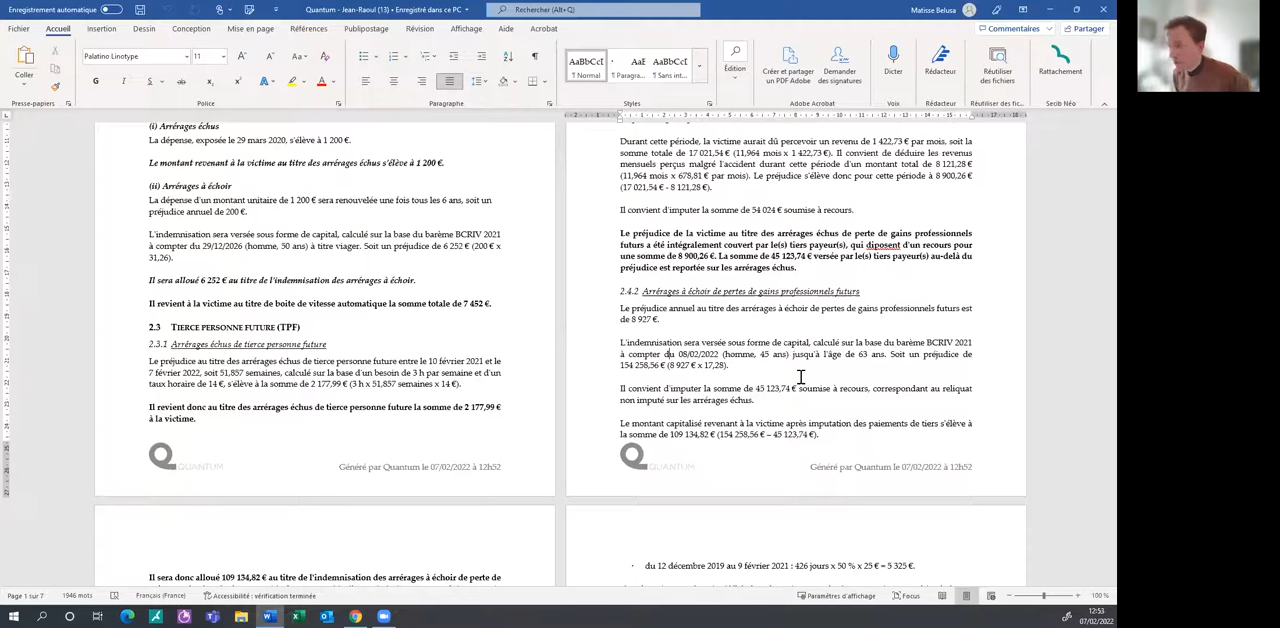 Enregistrement automatique
Quantum - Jean-Raoul • Enregistré dans ce PC
Rechercher (Alt+Q)
Matisse Belusa
Fichier Accueil Insertion Dessin Conception Mise en page Références Publipostage Révision Affichage Aide Acrobat
Commentaires
Partager
Coller
Palatino Linotype
11
AaBbCcI
¶ Normal
AaE
¶ Paragra...
AaBbCcI
¶ Sans int...
Édition
Créer et partager un PDF Adobe
Demander des signatures
Dicter
Rédacteur
Réutiliser des fichiers
Rattachement
Presse-papiers
Police
Paragraphe
Styles
Adobe Acrobat
Voix
Rédacteur
Réutiliser des fic...
Secib Néo
(i) Arrérages échus
La dépense, exposée le 29 mars 2020, s'élève à 1 200 €.
Le montant revenant à la victime au titre des arrérages échus s'élève à 1 200 €.
(ii) Arrérages à échoir
La dépense d'un montant unitaire de 1 200 € sera renouvelée une fois tous les 6 ans, soit un
préjudice annuel de 200 €.
L'indemnisation sera versée sous forme de capital, calculé sur la base du barème BCRIV 2021
à compter du 29/12/2026 (homme, 50 ans) à titre viager. Soit un préjudice de 6 252 € (200 € x
31,26).
Il sera alloué 6 252 € au titre de l'indemnisation des arrérages à échoir.
Il revient à la victime au titre de boite de vitesse automatique la somme totale de 7 452 €.
2.3 TIERCE PERSONNE FUTURE (TPF)
2.3.1 Arrérages échus de tierce personne future
Le préjudice au titre des arrérages échus de tierce personne future entre le 10 février 2021 et le
7 février 2022, soit 51,857 semaines, calculé sur la base d'un besoin de 3 h par semaine et d'un
taux horaire de 14 €, s'élève à la somme de 2 177,99 € (3 h x 51,857 semaines x 14 €).
Il revient donc au titre des arrérages échus de tierce personne future la somme de 2 177,99 €
à la victime.
QUANTUM
Généré par Quantum le 07/02/2022 à 12h52
Durant cette période, la victime aurait dû percevoir un revenu de 1 422,73 € par mois, soit la
somme totale de 17 021,54 € (11,964 mois x 1 422,73 €). Il convient de déduire les revenus
mensuels perçus malgré l'accident durant cette période d'un montant total de 8 121,28 €
(11,964 mois x 678,81 € par mois). Le préjudice s'élève donc pour cette période à 8 900,26 €
(17 021,54 € - 8 121,28 €).
Il convient d'imputer la somme de 54 024 € soumise à recours.
Le préjudice de la victime au titre des arrérages échus de perte de gains professionnels
futurs a été intégralement couvert par le(s) tiers payeur(s), qui diposent d'un recours pour
une somme de 8 900,26 €. La somme de 45 123,74 € versée par le(s) tiers payeur(s) au-delà du
préjudice est reportée sur les arrérages échus.
2.4.2 Arrérages à échoir de pertes de gains professionnels futurs
Le préjudice annuel au titre des arrérages à échoir de pertes de gains professionnels futurs est
de 8 927 €.
L'indemnisation sera versée sous forme de capital, calculé sur la base du barème BCRIV 2021
à compter du 08/02/2022 (homme, 45 ans) jusqu'à l'âge de 63 ans. Soit un préjudice de
154 258,56 € (8 927 € x 17,28).
Il convient d'imputer la somme de 45 123,74 € soumise à recours, correspondant au reliquat
non imputé sur les arrérages échus.
Le montant capitalisé revenant à la victime après imputation des paiements de tiers s'élève à
la somme de 109 134,82 € (154 258,56 € – 45 123,74 €).
QUANTUM
Généré par Quantum le 07/02/2022 à 12h52
Il sera donc alloué 109 134,82 € au titre de l'indemnisation des arrérages à échoir de perte de
· du 12 décembre 2019 au 9 février 2021 : 426 jours x 50 % x 25 € = 5 325 €.
Page 1 sur 7
1946 mots
Français (France)
Accessibilité : vérification terminée
Paramètres d'affichage
Focus
100 %
12:53
07/02/2022